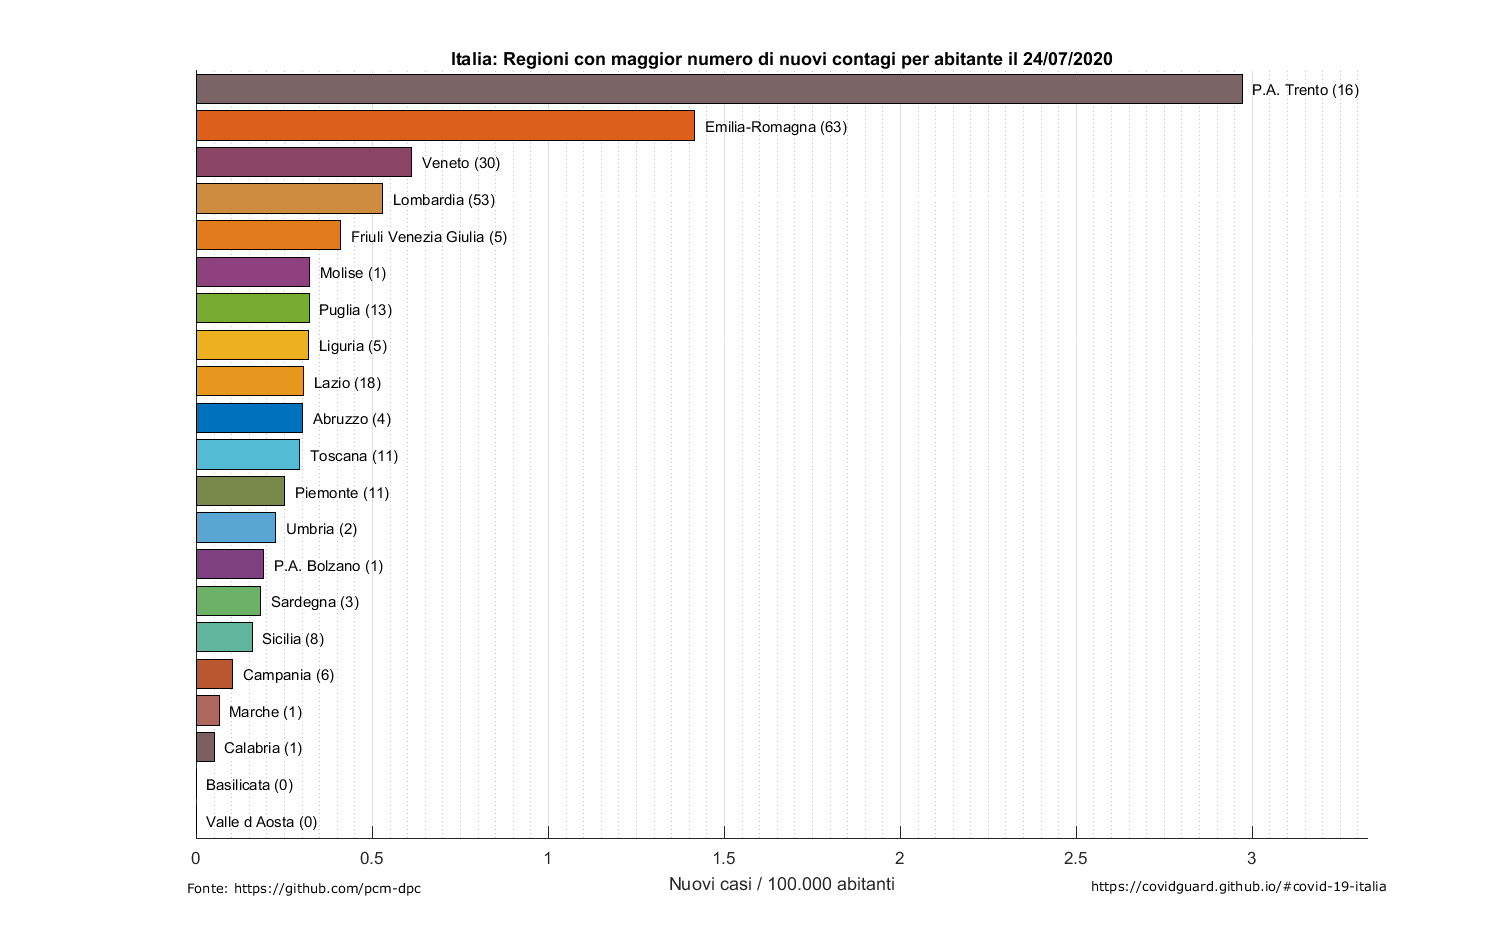 Italia: Regioni con maggior numero di nuovi contagi per abitante il 24/07/2020
P.A. Trento (16)
Emilia-Romagna (63)
Veneto (30)
Lombardia (53)
Friuli Venezia Giulia (5)
Molise (1)
Puglia (13)
Liguria (5)
Lazio (18)
Abruzzo (4)
Toscana (11)
Piemonte (11)
Umbria (2)
P.A. Bolzano (1)
Sardegna (3)
Sicilia (8)
Campania (6)
Marche (1)
Calabria (1)
Basilicata (0)
Valle d Aosta (0)
0 0.5 1 1.5 2 2.5 3
Nuovi casi / 100.000 abitanti
Fonte: https://github.com/pcm-dpc
https://covidguard.github.io/#covid-19-italia